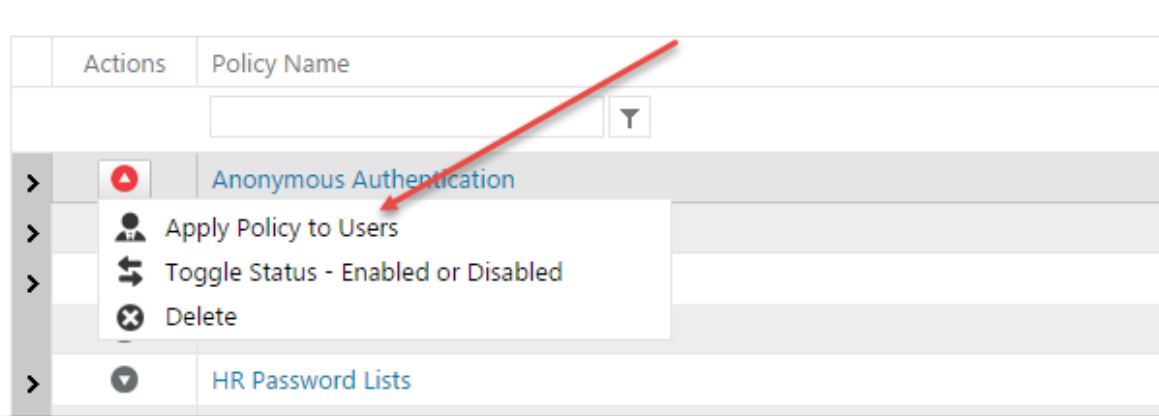 Actions Policy Name
Anonymous Authentication
Apply Policy to Users
Toggle Status - Enabled or Disabled
Delete
HR Password Lists